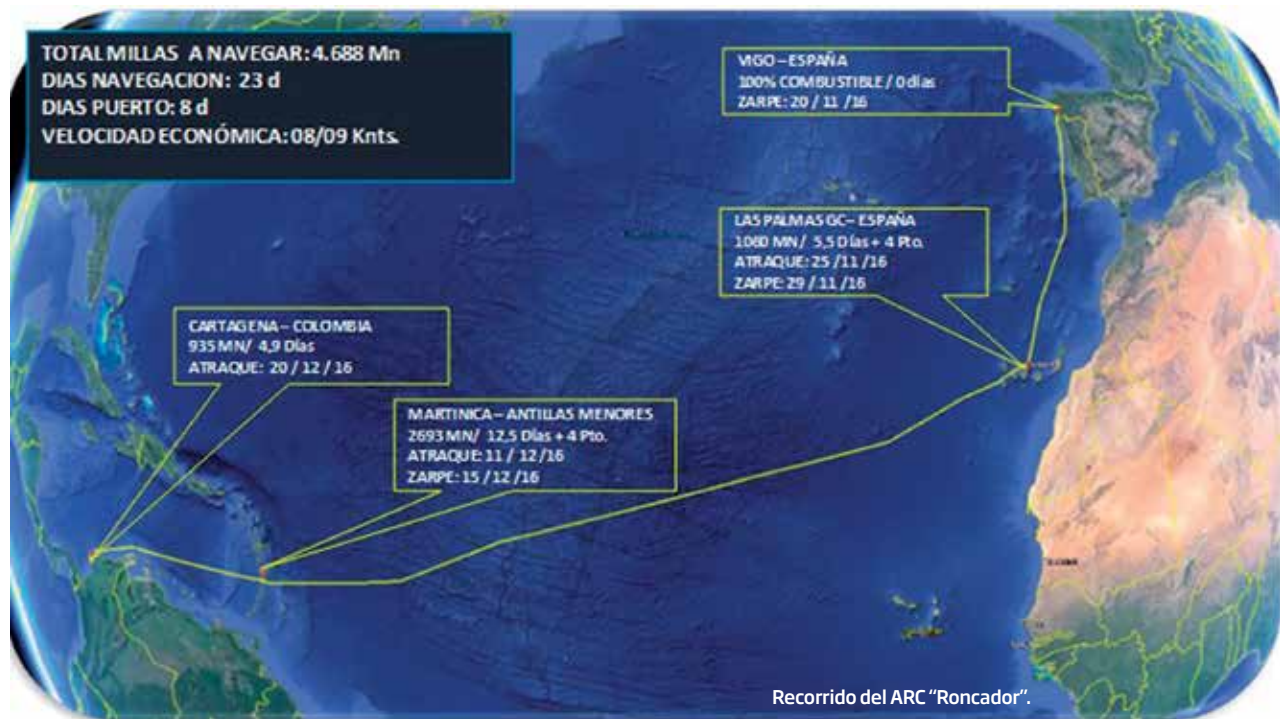 TOTAL MILLAS A NAVEGAR: 4.688 Mn
DIAS NAVEGACION: 23 d
DIAS PUERTO: 8 d
VELOCIDAD ECONÓMICA: 08/09 Knts.
VIGO – ESPAÑA
100% COMBUSTIBLE / 0 días
ZARPE: 20 / 11 /16
LAS PALMAS GC – ESPAÑA
1060 MN/ 5,5 Días + 4 Pto.
ATRAQUE: 25 /11 /16
ZARPE: 29 / 11 /16
CARTAGENA – COLOMBIA
935 MN/ 4,9 Días
ATRAQUE: 20 / 12 / 16
MARTINICA – ANTILLAS MENORES
2693 MN/ 12,5 Días + 4 Pto.
ATRAQUE: 11 / 12 /16
ZARPE: 15 /12 /16
Recorrido del ARC “Roncador”.